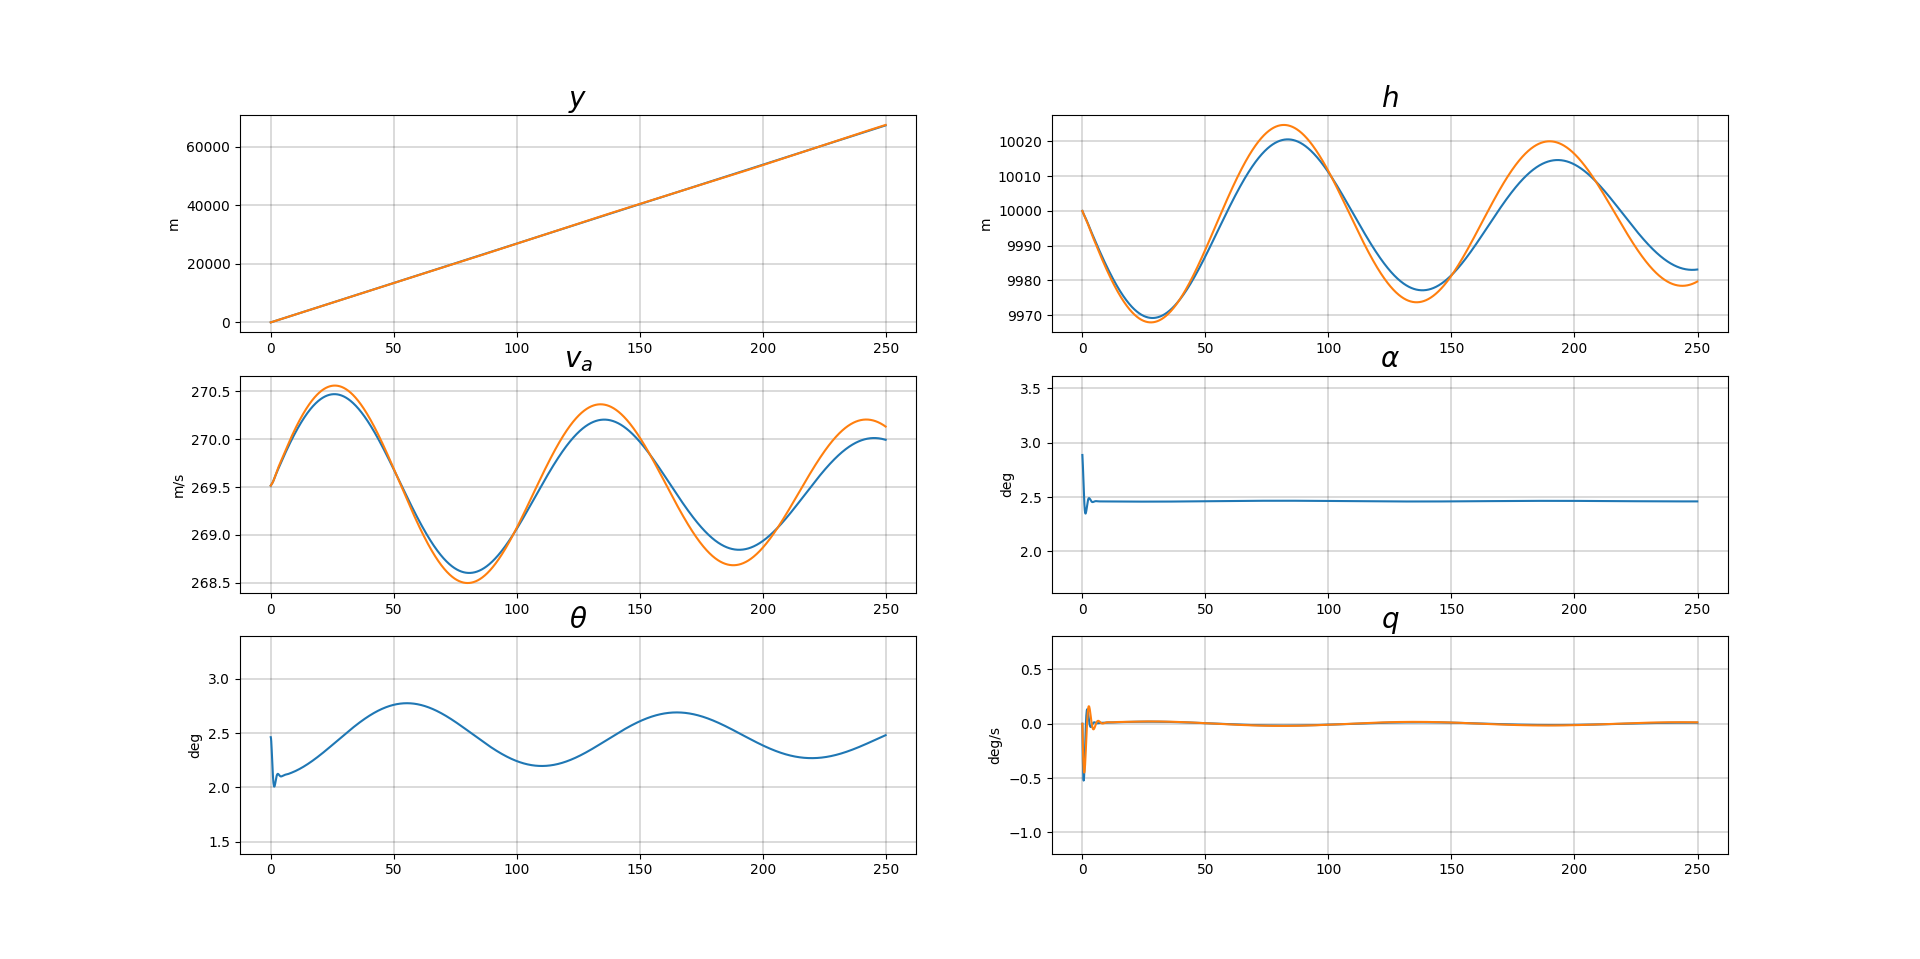 y
60000
40000
20000
0
m
0 50 100 150 200 250
h
10020
10010
10000
9990
9980
9970
m
0 50 100 150 200 250
v_a
270.5
270.0
269.5
269.0
268.5
m/s
0 50 100 150 200 250
α
3.5
3.0
2.5
2.0
deg
0 50 100 150 200 250
θ
3.0
2.5
2.0
1.5
deg
0 50 100 150 200 250
q
0.5
0.0
−0.5
−1.0
deg/s
0 50 100 150 200 250